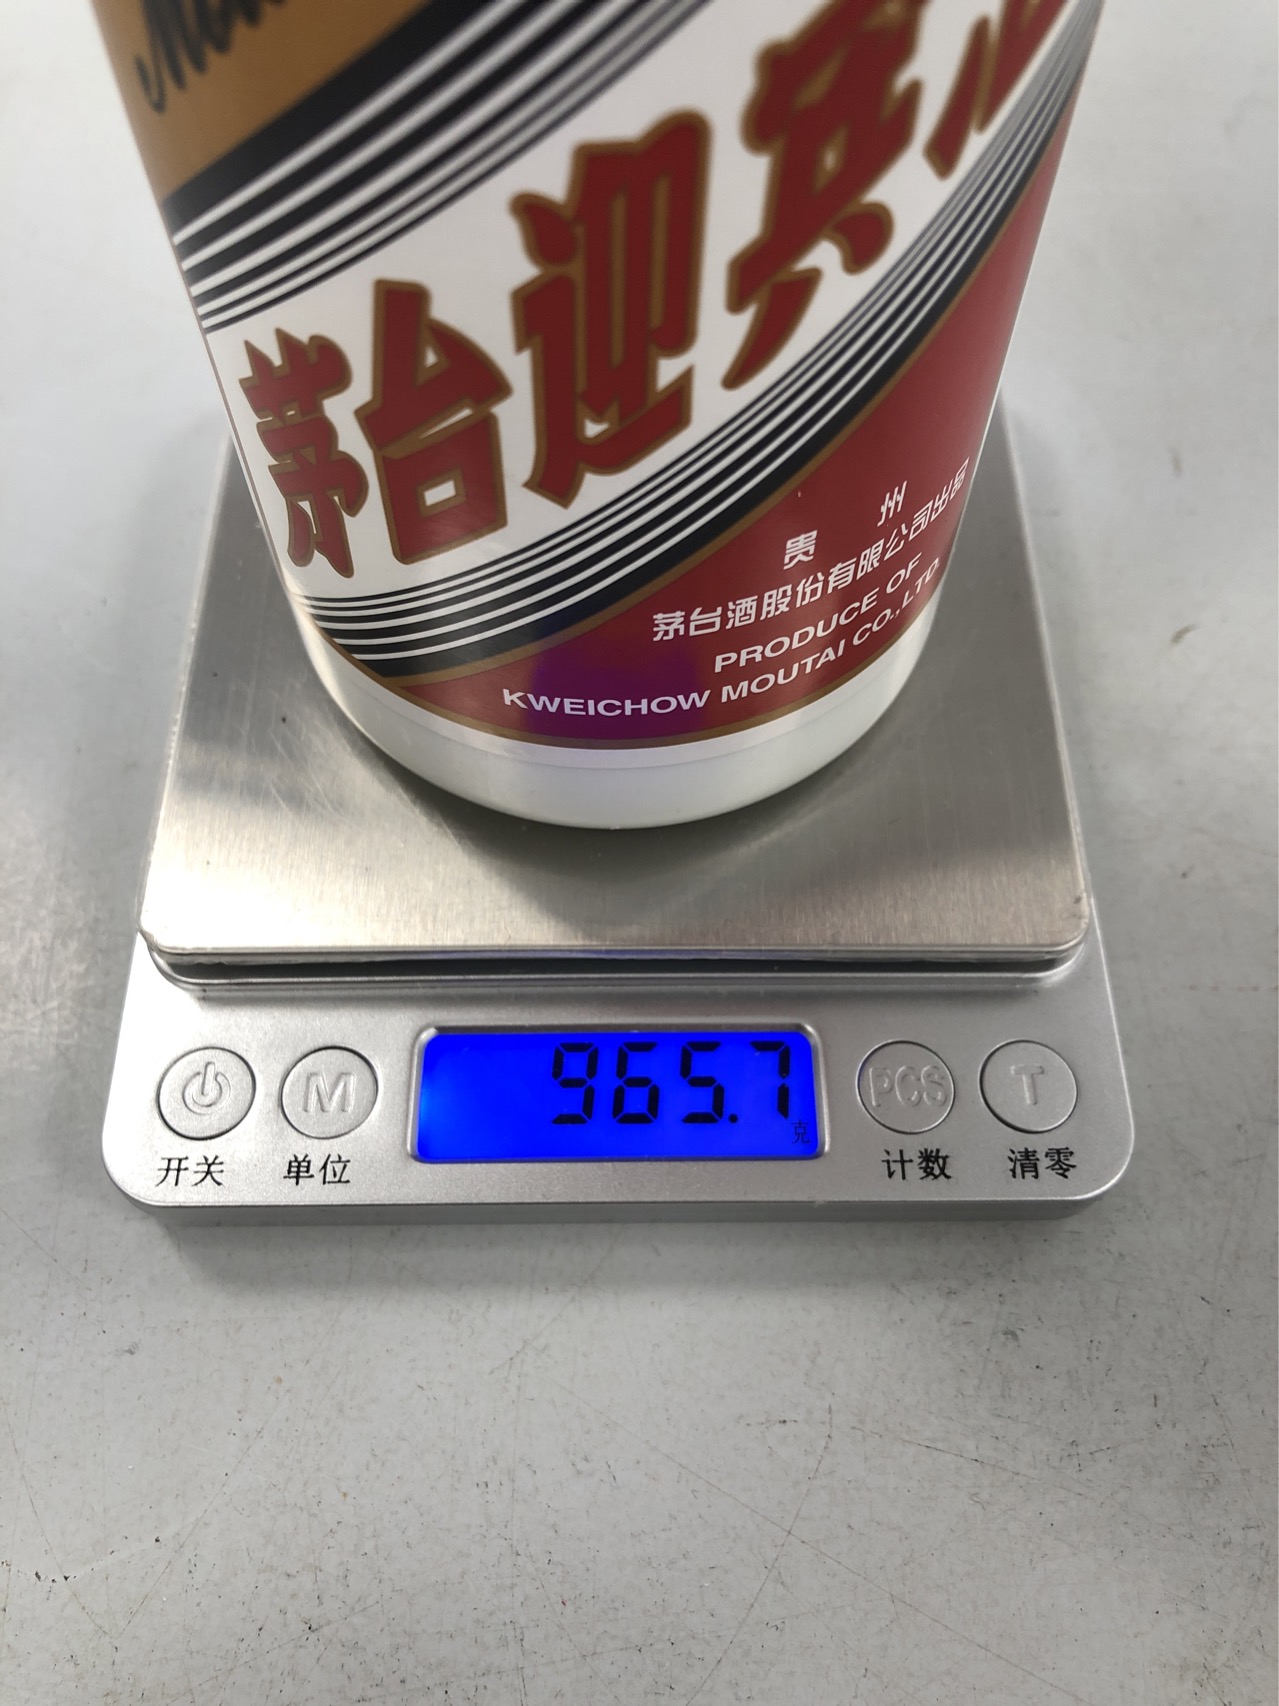 茅台迎宾
贵 州
茅台酒股份有限公司出品
PRODUCE OF
KWEICHOW MOUTAI CO.,LTD.
965.7
克
M
PCS
T
开关
单位
计数
清零